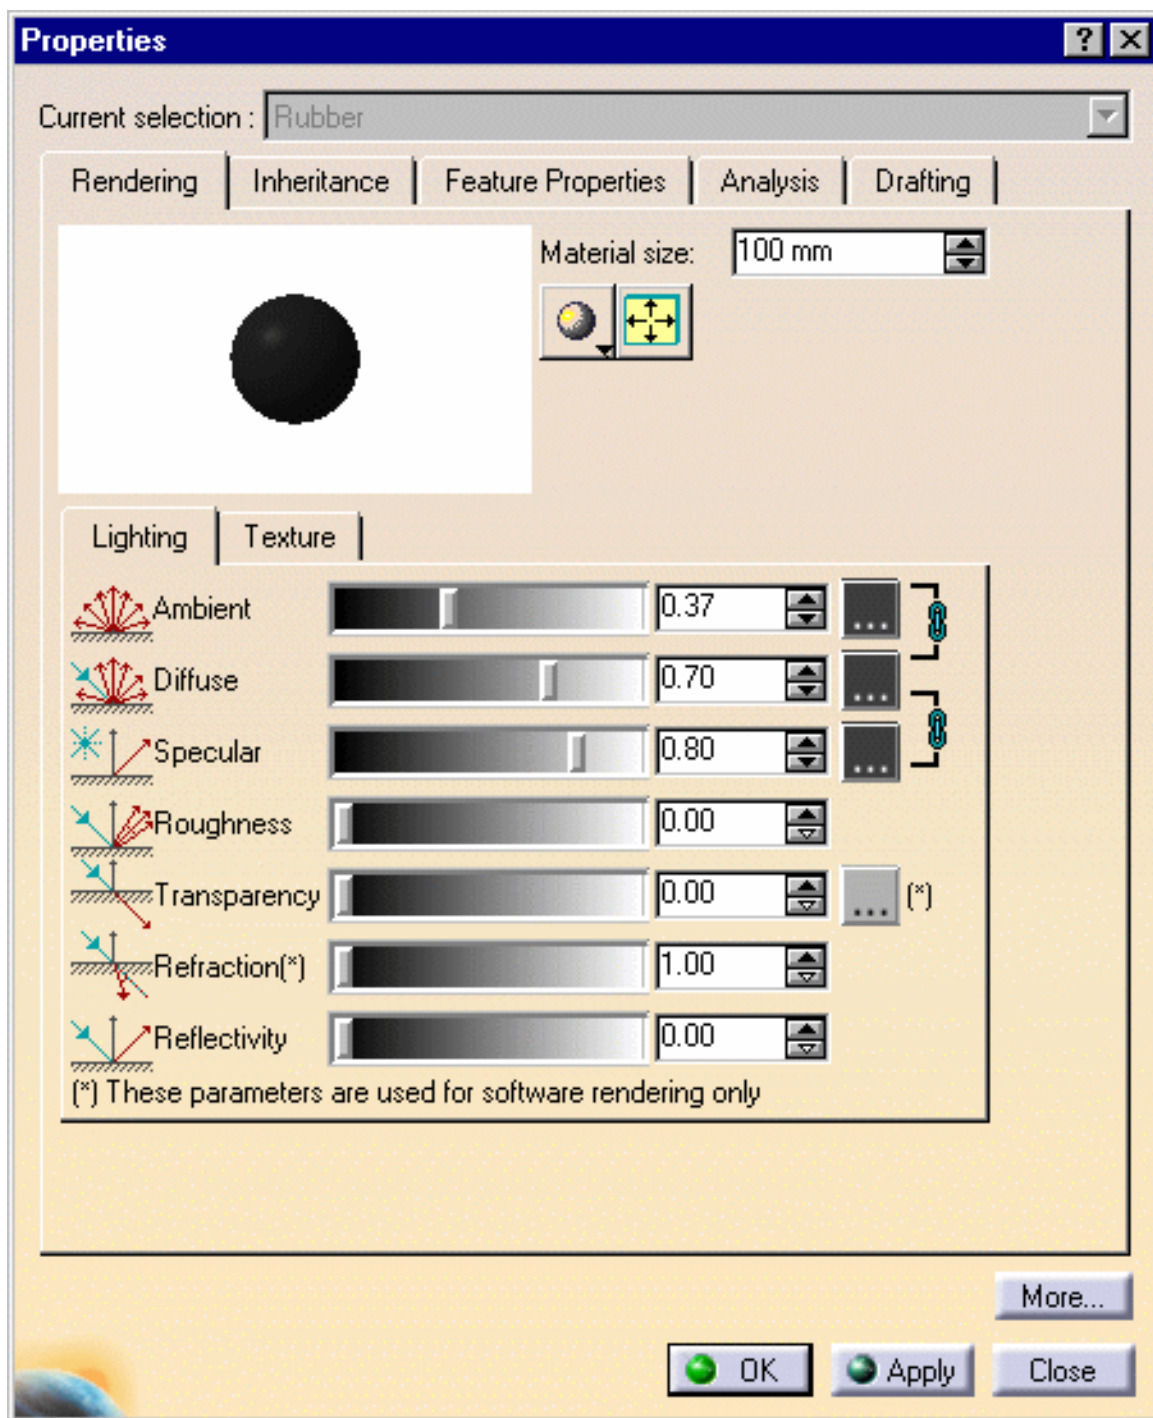 Properties
Current selection : Rubber
Rendering Inheritance Feature Properties Analysis Drafting
Material size: 100 mm
Lighting Texture
Ambient 0.37 ...
Diffuse 0.70 ...
Specular 0.80 ...
Roughness 0.00
Transparency 0.00 ... (*)
Refraction(*) 1.00
Reflectivity 0.00
(*) These parameters are used for software rendering only
More...
OK Apply Close